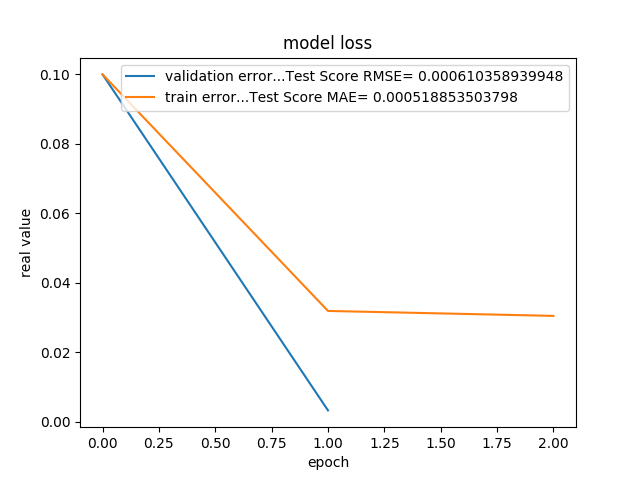 model loss
validation error...Test Score RMSE= 0.000610358939948
train error...Test Score MAE= 0.000518853503798
0.10
0.08
0.06
0.04
0.02
0.00
real value
0.00 0.25 0.50 0.75 1.00 1.25 1.50 1.75 2.00
epoch